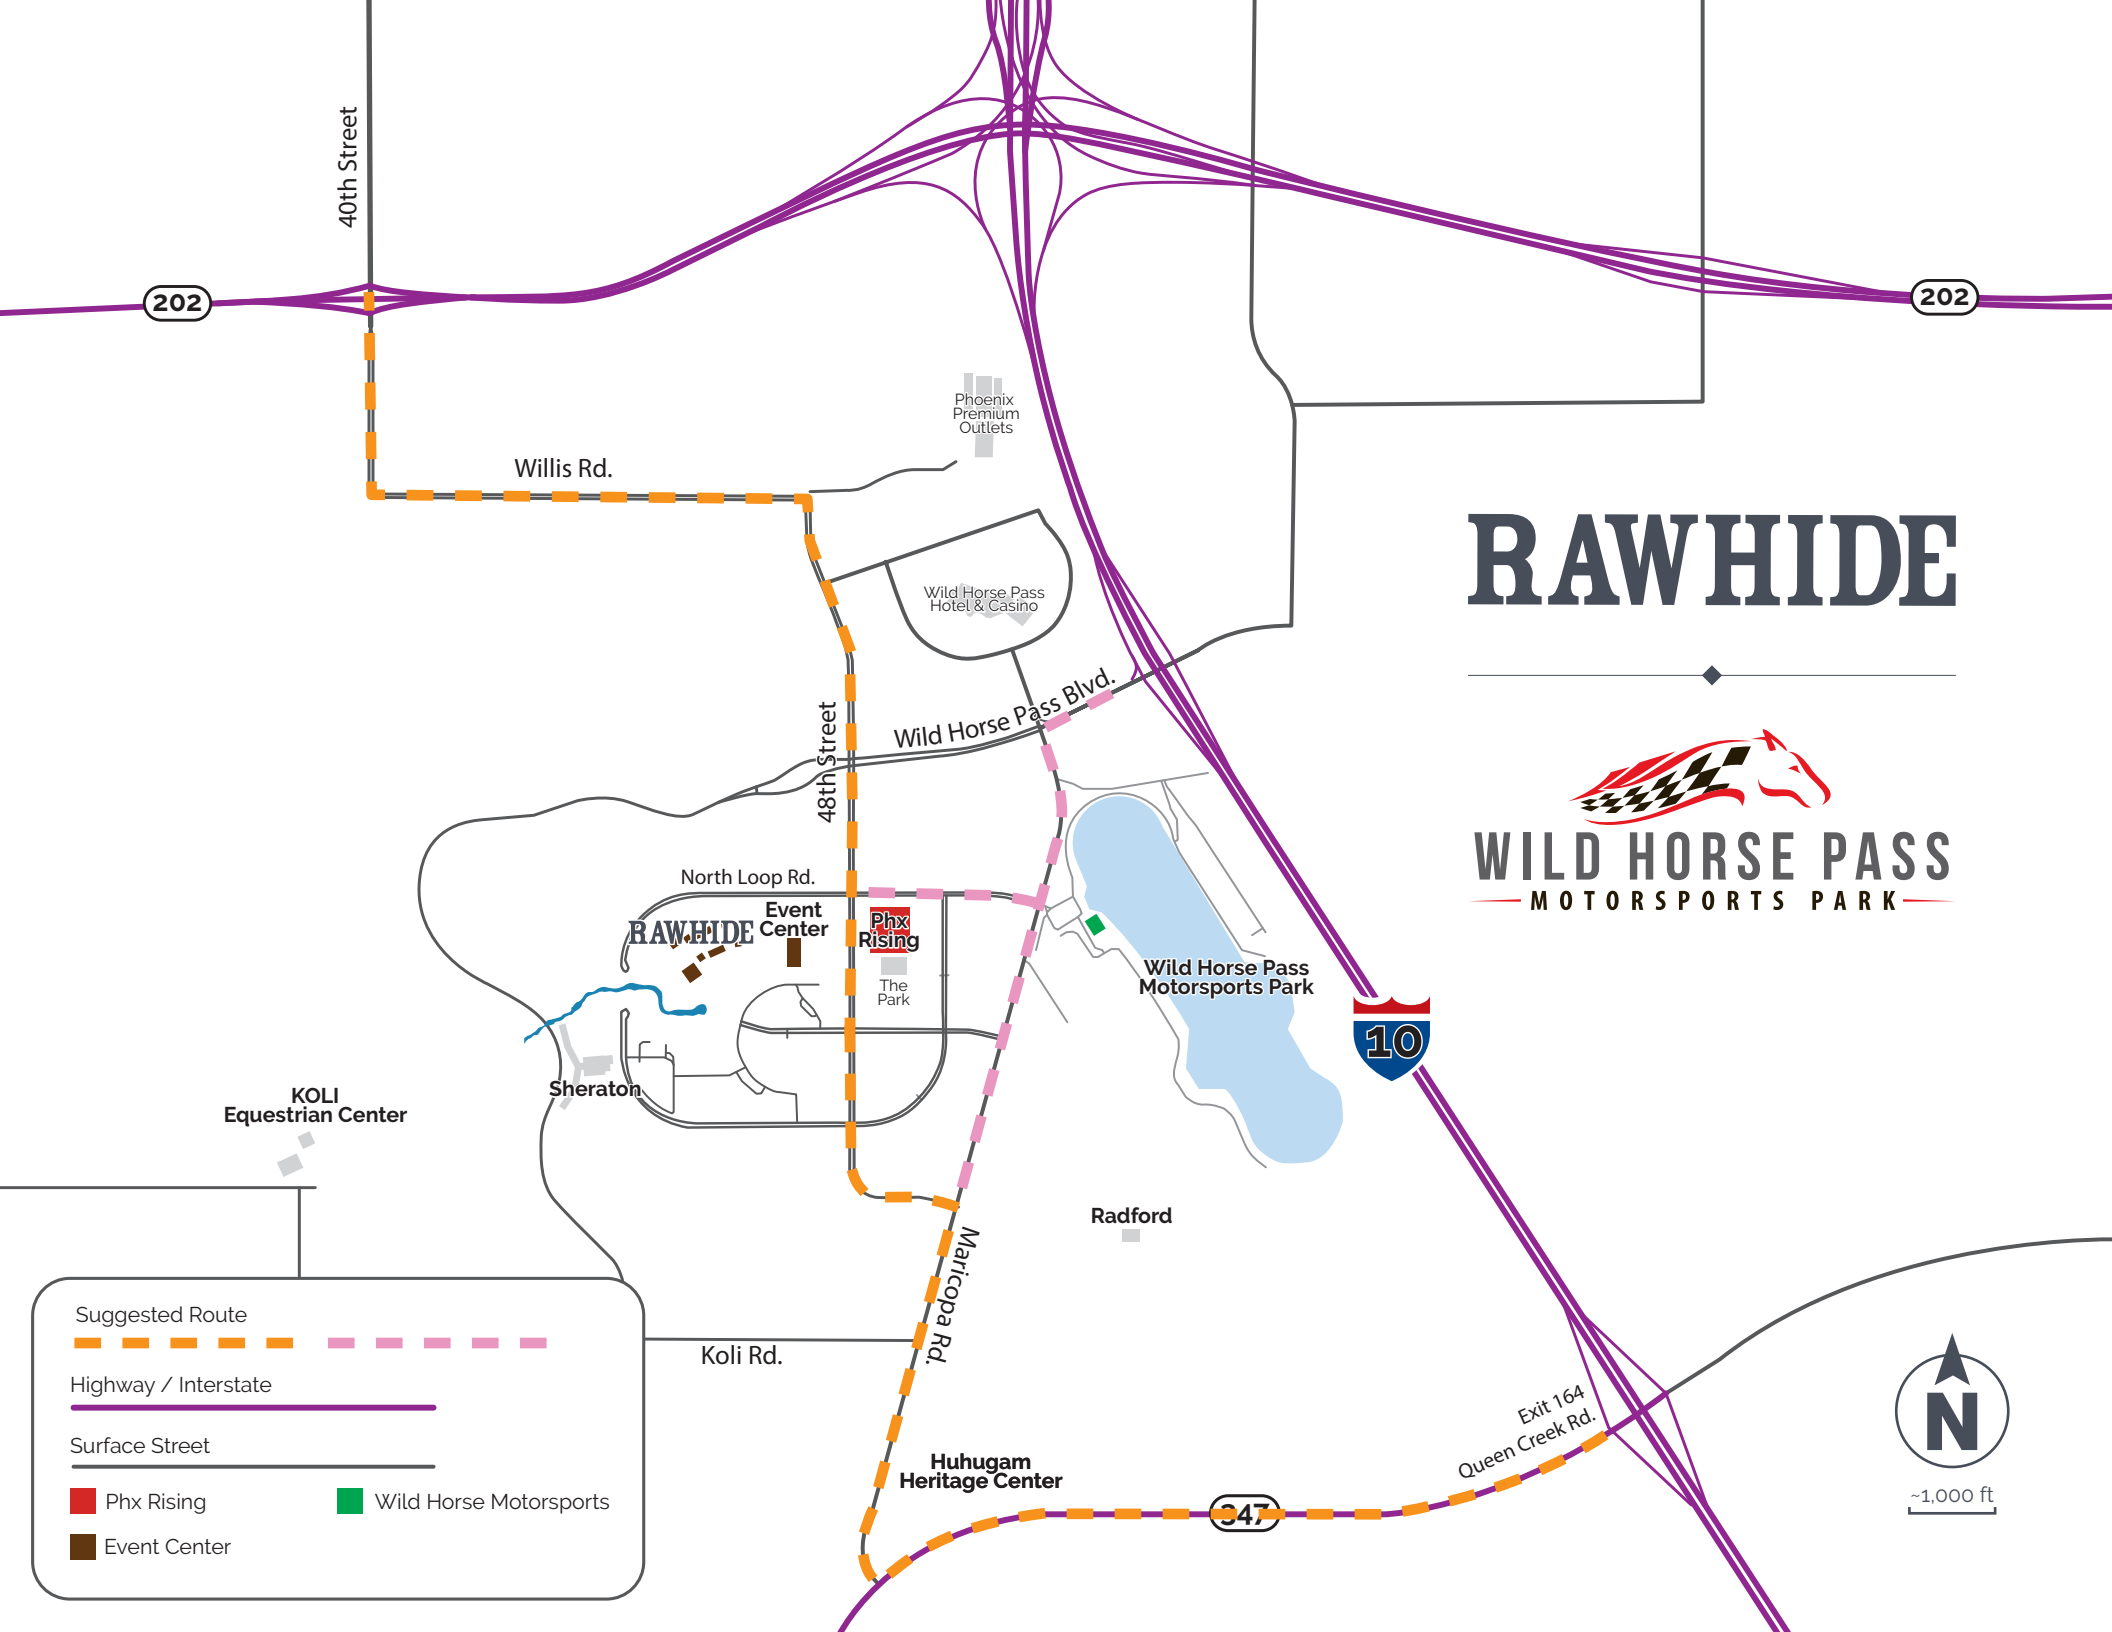 40th Street
202
202
Phoenix
Premium
Outlets
Willis Rd.
Wild Horse Pass
Hotel & Casino
RAWHIDE
Wild Horse Pass Blvd.
48th Street
WILD HORSE PASS
MOTORSPORTS PARK
North Loop Rd.
RAWHIDE
Event
Center
Phx
Rising
The
Park
Wild Horse Pass
Motorsports Park
10
Sheraton
KOLI
Equestrian Center
Radford
Maricopa Rd.
Koli Rd.
Exit 164
Queen Creek Rd.
Huhugam
Heritage Center
347
Suggested Route
Highway / Interstate
Surface Street
Phx Rising
Wild Horse Motorsports
Event Center
N
~1,000 ft